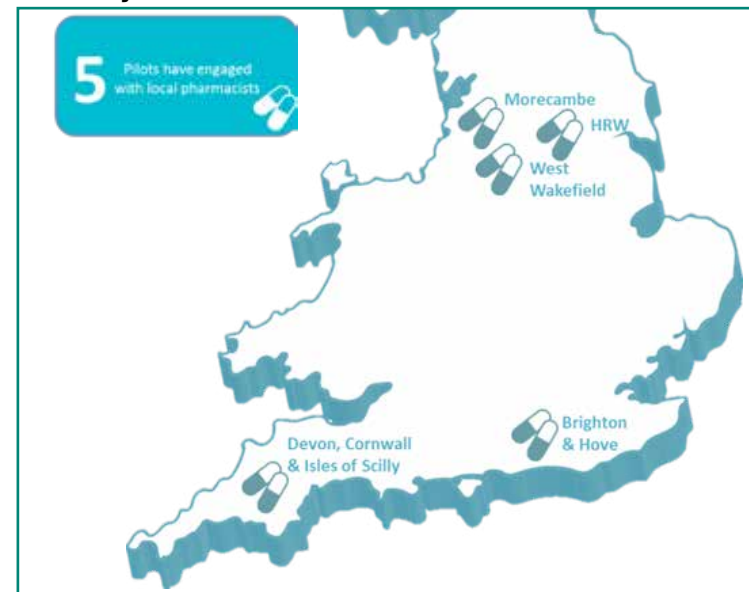 5
Pilots have engaged
with local pharmacists
Morecambe
HRW
West
Wakefield
Brighton
& Hove
Devon, Cornwall
& Isles of Scilly